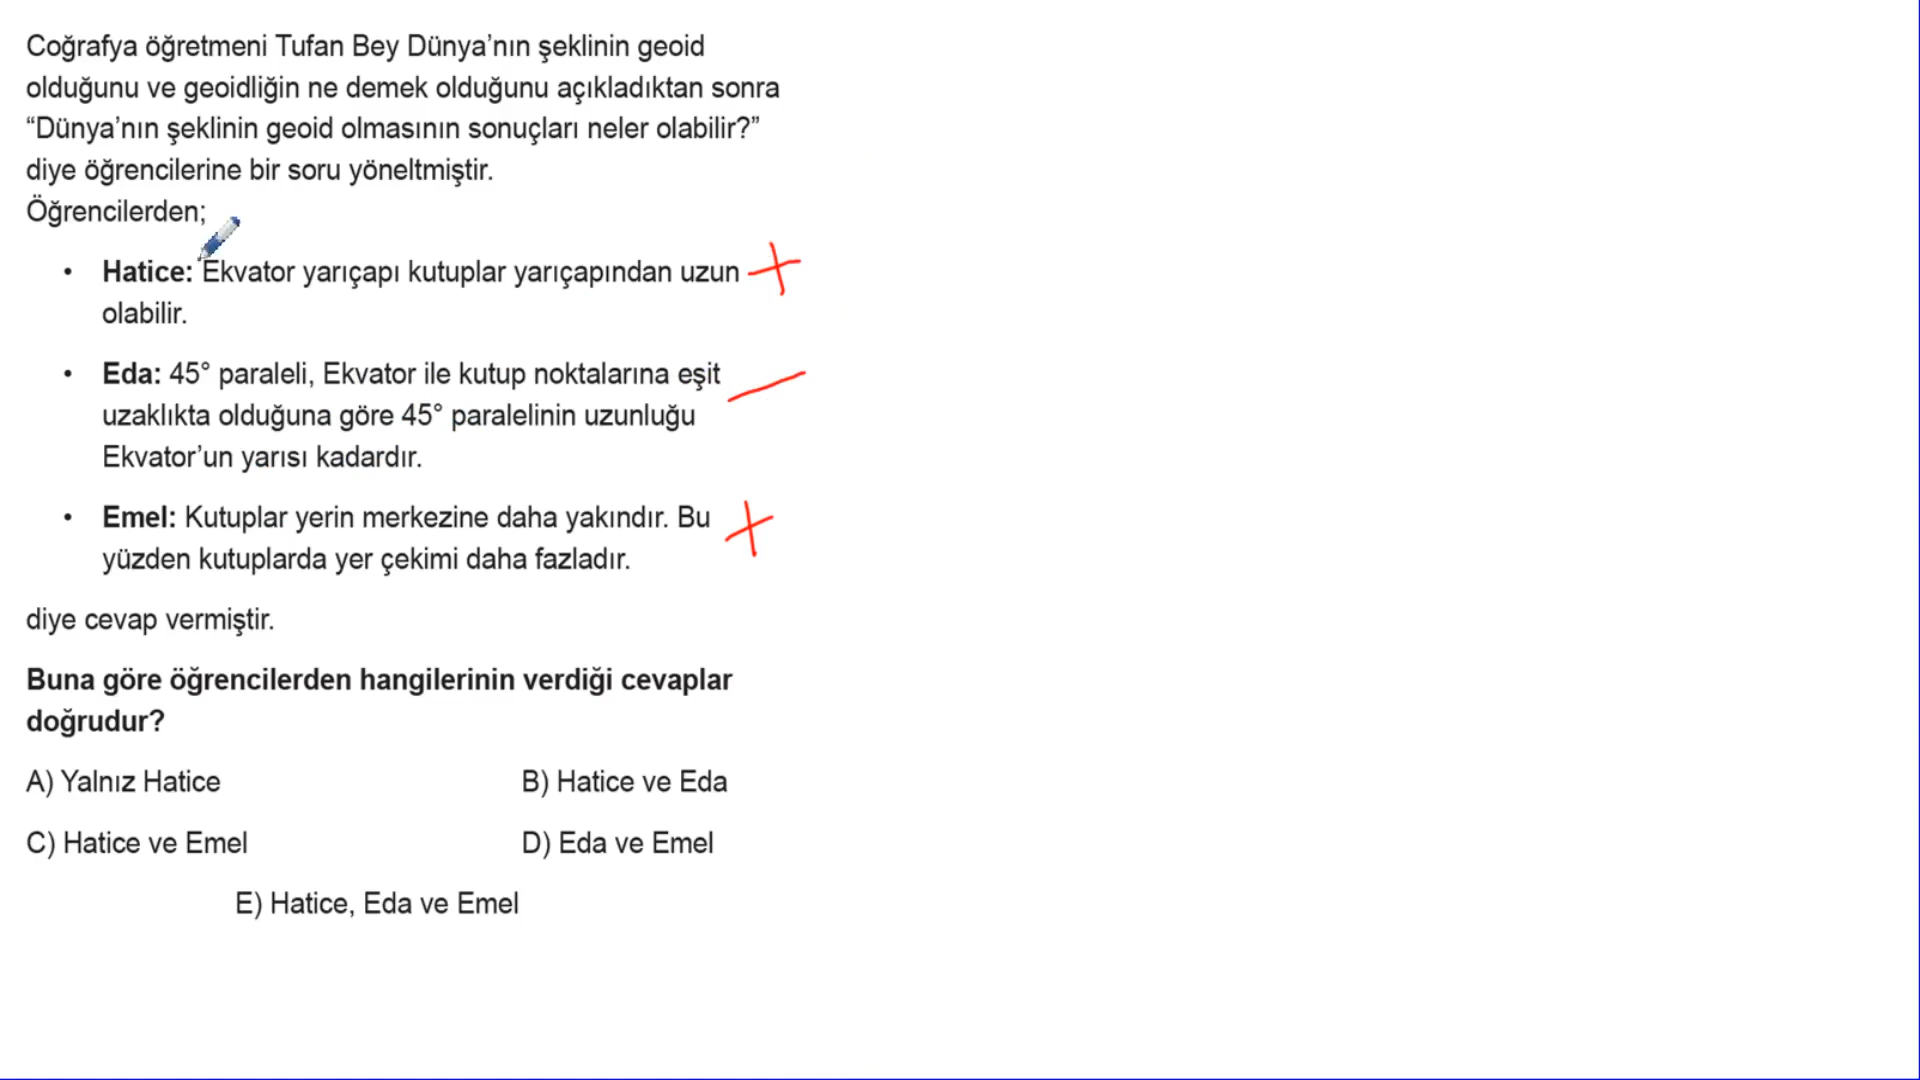 Coğrafya öğretmeni Tufan Bey Dünya’nın şeklinin geoid
olduğunu ve geoidliğin ne demek olduğunu açıkladıktan sonra
“Dünya’nın şeklinin geoid olmasının sonuçları neler olabilir?”
diye öğrencilerine bir soru yöneltmiştir.
Öğrencilerden;
• Hatice: Ekvator yarıçapı kutuplar yarıçapından uzun
olabilir.
• Eda: 45° paraleli, Ekvator ile kutup noktalarına eşit
uzaklıkta olduğuna göre 45° paralelinin uzunluğu
Ekvator’un yarısı kadardır.
• Emel: Kutuplar yerin merkezine daha yakındır. Bu
yüzden kutuplarda yer çekimi daha fazladır.
diye cevap vermiştir.
Buna göre öğrencilerden hangilerinin verdiği cevaplar
doğrudur?
A) Yalnız Hatice B) Hatice ve Eda
C) Hatice ve Emel D) Eda ve Emel
E) Hatice, Eda ve Emel